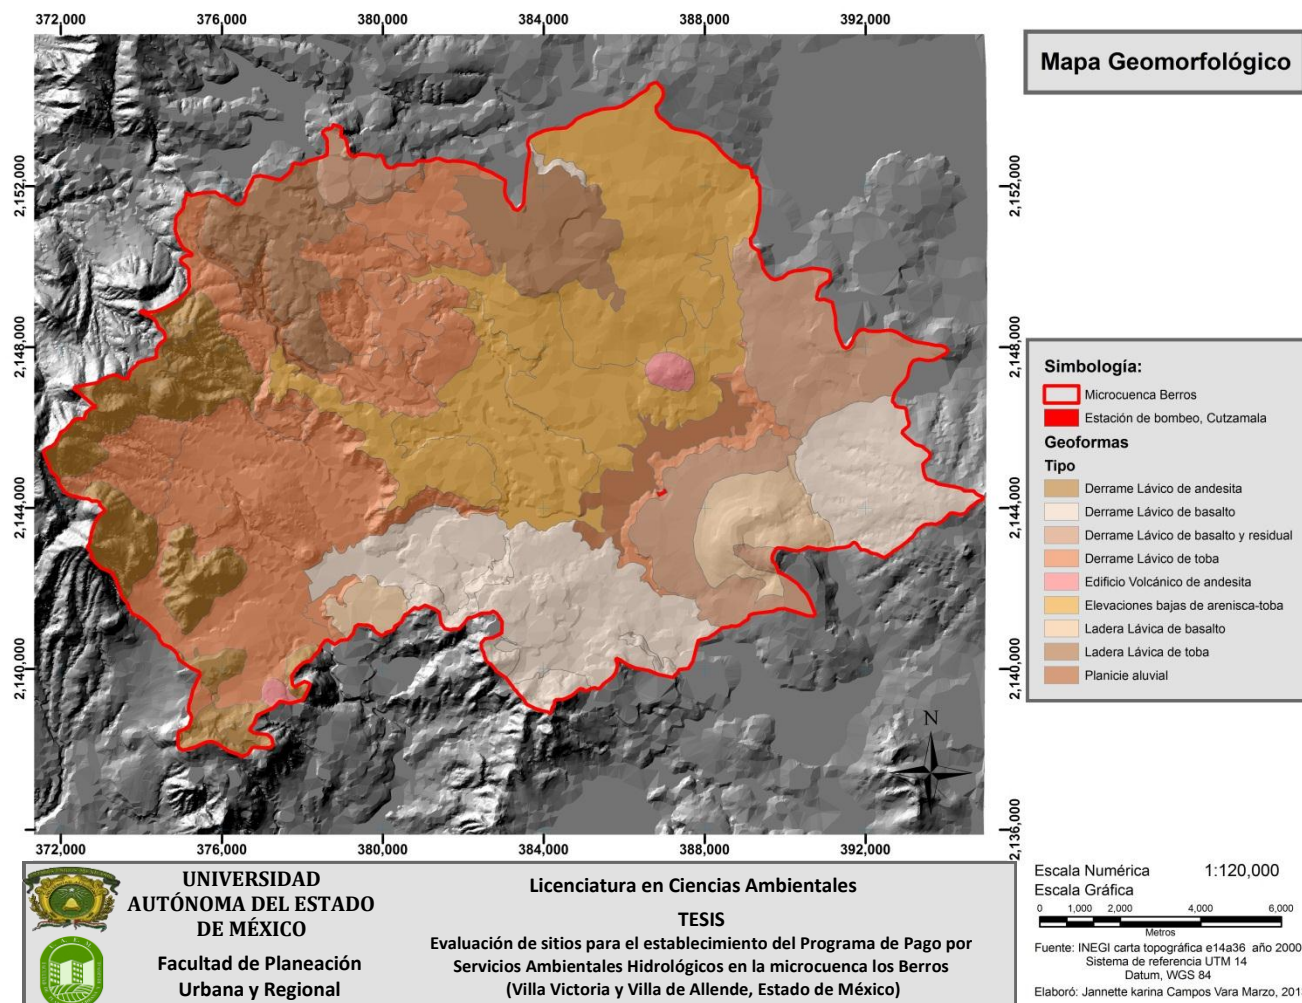 372,000 376,000 380,000 384,000 388,000 392,000
Mapa Geomorfológico
2,152,000 2,152,000
2,148,000 2,148,000
2,144,000 2,144,000
2,140,000 2,140,000
2,136,000
Simbología:
Microcuenca Berros
Estación de bombeo, Cutzamala
Geoformas
Tipo
Derrame Lávico de andesita
Derrame Lávico de basalto
Derrame Lávico de basalto y residual
Derrame Lávico de toba
Edificio Volcánico de andesita
Elevaciones bajas de arenisca-toba
Ladera Lávica de basalto
Ladera Lávica de toba
Planicie aluvial
N
372,000 376,000 380,000 384,000 388,000 392,000
UNIVERSIDAD
AUTÓNOMA DEL ESTADO
DE MÉXICO
Facultad de Planeación
Urbana y Regional
Licenciatura en Ciencias Ambientales
TESIS
Evaluación de sitios para el establecimiento del Programa de Pago por
Servicios Ambientales Hidrológicos en la microcuenca los Berros
(Villa Victoria y Villa de Allende, Estado de México)
Escala Numérica 1:120,000
Escala Gráfica
0 1,000 2,000 4,000 6,000
Metros
Fuente: INEGI carta topográfica e14a36 año 2000
Sistema de referencia UTM 14
Datum, WGS 84
Elaboró: Jannette karina Campos Vara Marzo, 201